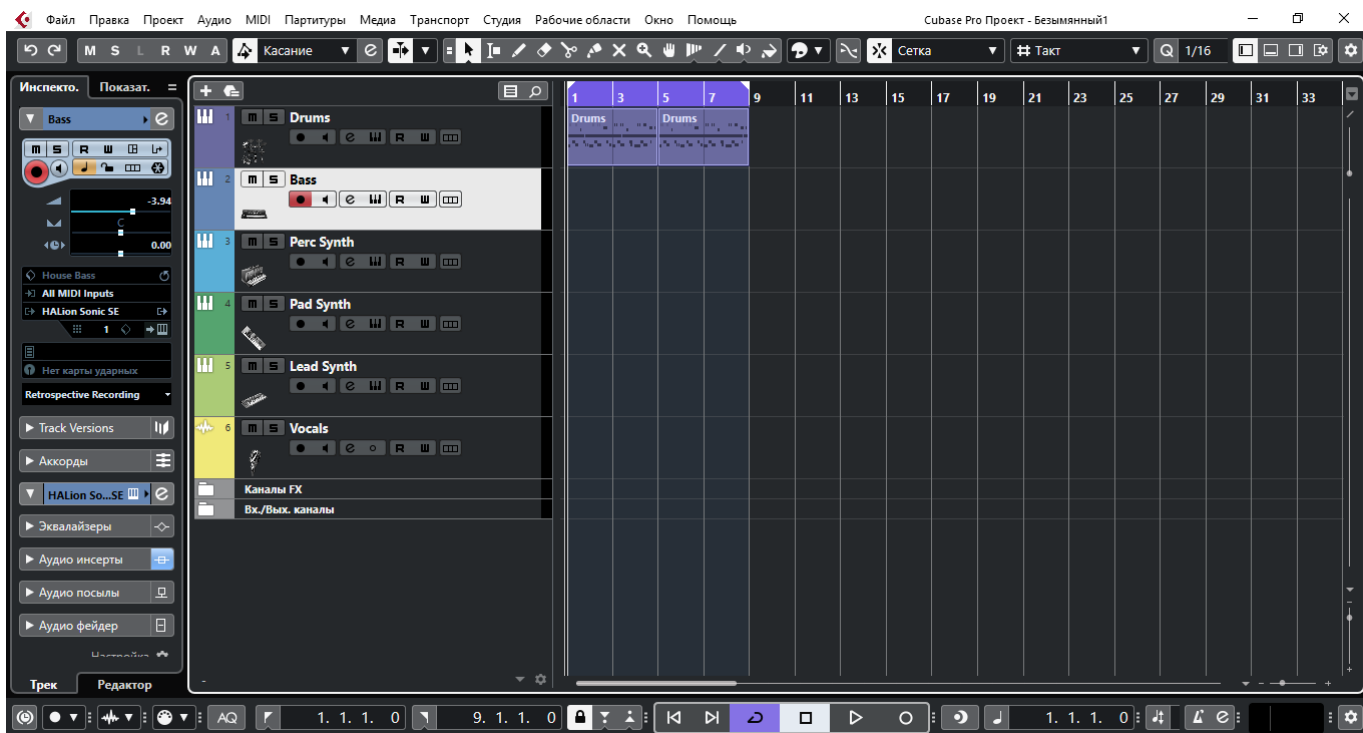 Файл Правка Проект Аудио MIDI Партитуры Медиа Транспорт Студия Рабочие области Окно Помощь Cubase Pro Проект - Безымянный1
M S L R W A Касание Сетка Такт Q 1/16
Инспекто. Показат.
Bass
m S R W
-3.94
C
0.00
House Bass
All MIDI Inputs
HALion Sonic SE
1
Нет карты ударных
Retrospective Recording
Track Versions
Аккорды
HALion So...SE
Эквалайзеры
Аудио инсерты
Аудио посылы
Аудио фейдер
Настройка
Трек Редактор
1 3 5 7 9 11 13 15 17 19 21 23 25 27 29 31 33
1 m S Drums
e R W
Drums Drums
2 m S Bass
e R W
3 m S Perc Synth
e R W
4 m S Pad Synth
e R W
5 m S Lead Synth
e R W
6 m S Vocals
e R W
Каналы FX
Вх./Вых. каналы
AQ 1. 1. 1. 0 9. 1. 1. 0 1. 1. 1. 0